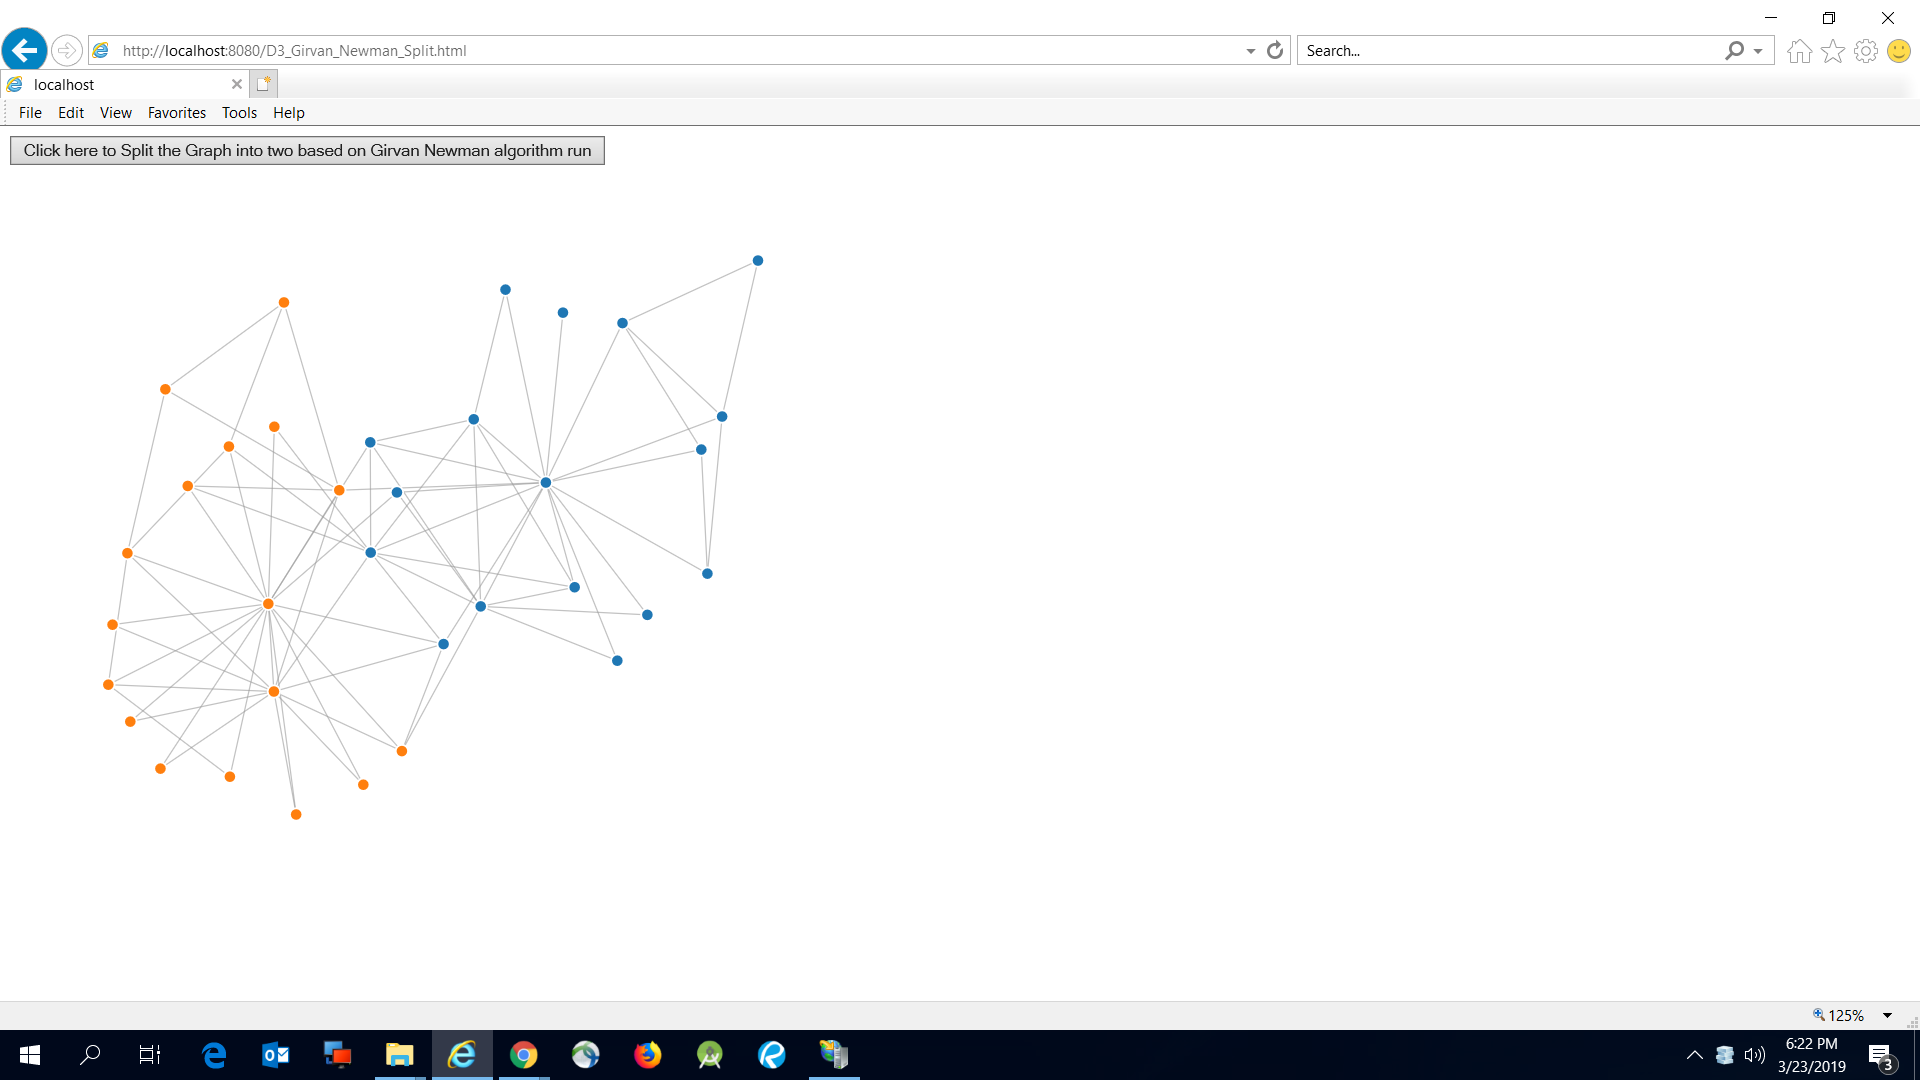 http://localhost:8080/D3_Girvan_Newman_Split.html
Search...
localhost
File Edit View Favorites Tools Help
Click here to Split the Graph into two based on Girvan Newman algorithm run
125%
6:22 PM
3/23/2019
3